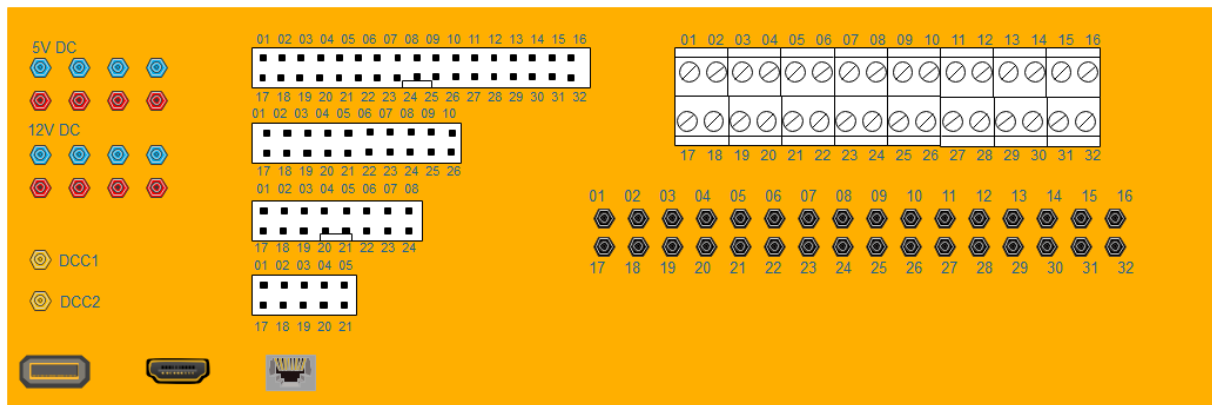 5V DC
12V DC
DCC1
DCC2
01 02 03 04 05 06 07 08 09 10 11 12 13 14 15 16
17 18 19 20 21 22 23 24 25 26 27 28 29 30 31 32
01 02 03 04 05 06 07 08 09 10
17 18 19 20 21 22 23 24 25 26
01 02 03 04 05 06 07 08
17 18 19 20 21 22 23 24
01 02 03 04 05
17 18 19 20 21
01 02 03 04 05 06 07 08 09 10 11 12 13 14 15 16
17 18 19 20 21 22 23 24 25 26 27 28 29 30 31 32
01 02 03 04 05 06 07 08 09 10 11 12 13 14 15 16
17 18 19 20 21 22 23 24 25 26 27 28 29 30 31 32